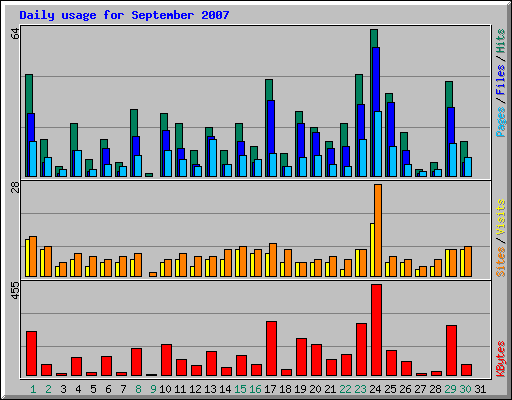 Daily usage for September 2007
64
Pages / Files / Hits
28
Sites / Visits
455
KBytes
1 2 3 4 5 6 7 8 9 10 11 12 13 14 15 16 17 18 19 20 21 22 23 24 25 26 27 28 29 30 31